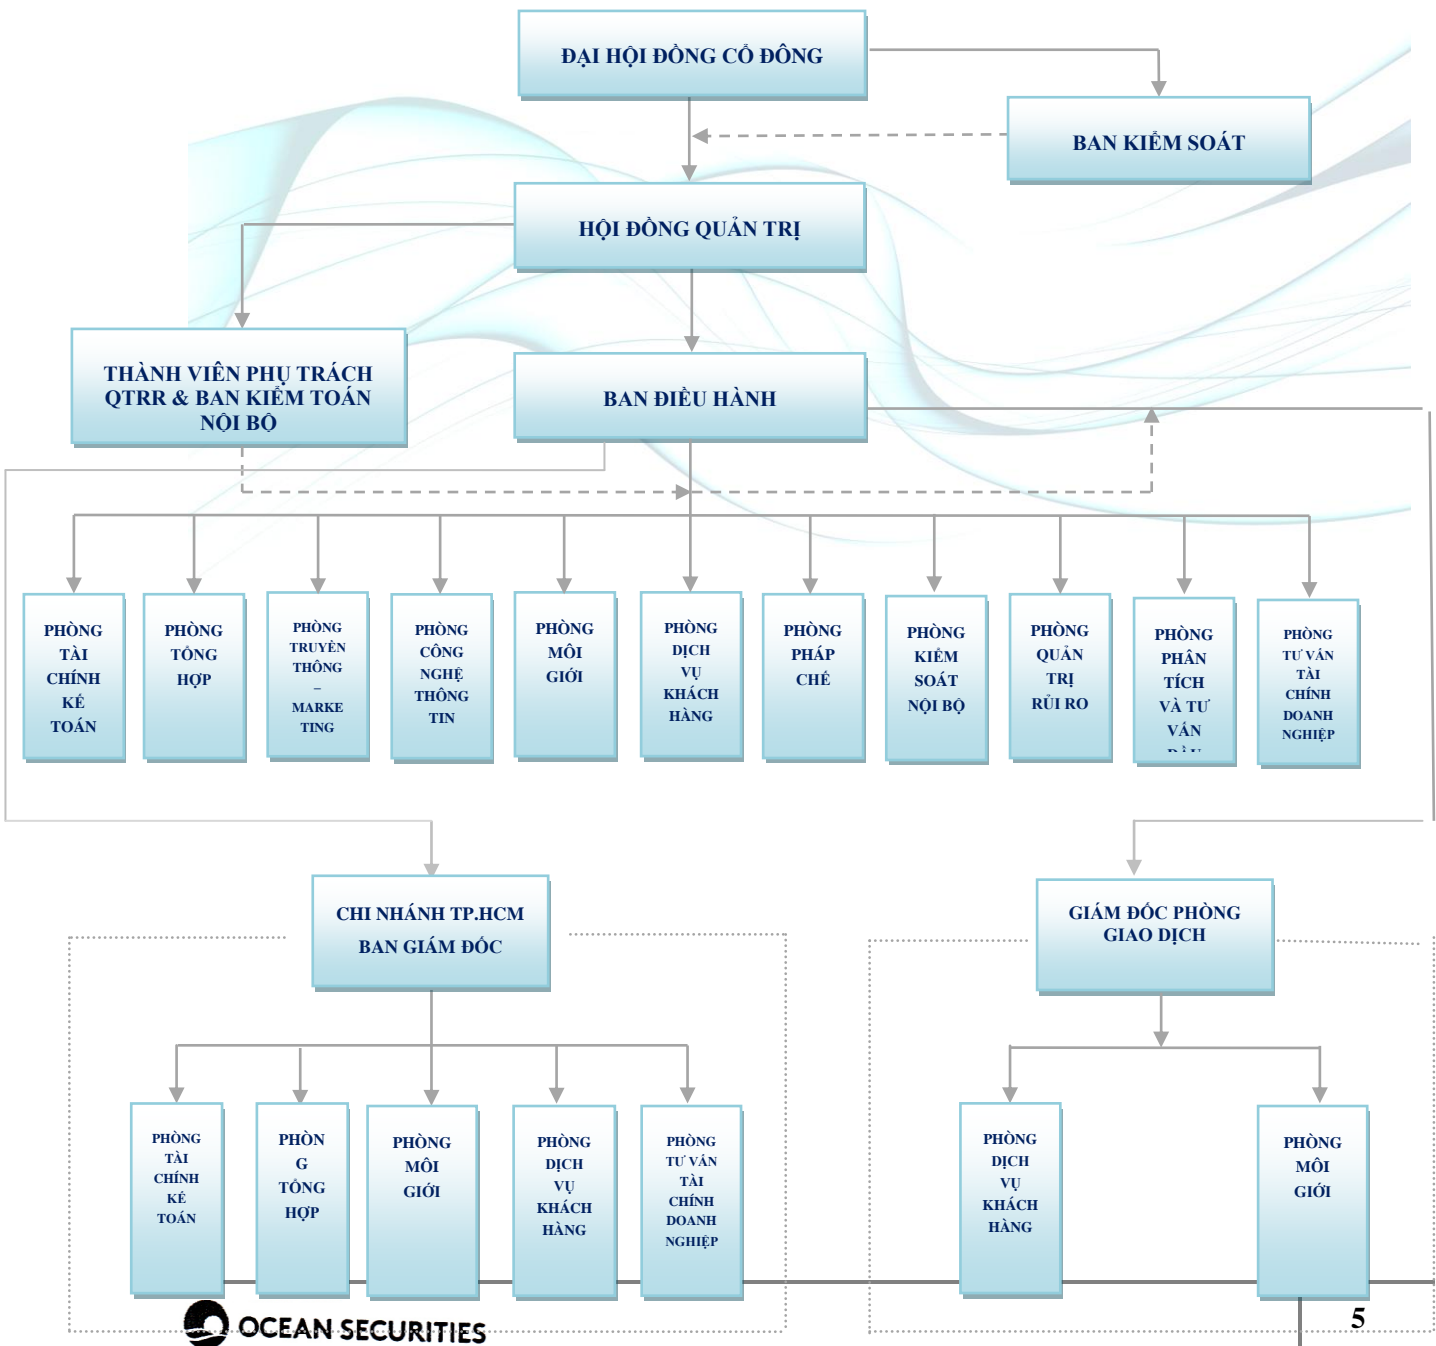 ĐẠI HỘI ĐỒNG CỔ ĐÔNG
BAN KIỂM SOÁT
HỘI ĐỒNG QUẢN TRỊ
THÀNH VIÊN PHỤ TRÁCH
QTRR & BAN KIỂM TOÁN
NỘI BỘ
BAN ĐIỀU HÀNH
PHÒNG
TÀI
CHÍNH
KẾ
TOÁN
PHÒNG
TỔNG
HỢP
PHÒNG
TRUYỀN
THÔNG
–
MARKE
TING
PHÒNG
CÔNG
NGHỆ
THÔNG
TIN
PHÒNG
MÔI
GIỚI
PHÒNG
DỊCH
VỤ
KHÁCH
HÀNG
PHÒNG
PHÁP
CHẾ
PHÒNG
KIỂM
SOÁT
NỘI BỘ
PHÒNG
QUẢN
TRỊ
RỦI RO
PHÒNG
PHÂN
TÍCH
VÀ TƯ
VẤN
PHÒNG
TƯ VẤN
TÀI
CHÍNH
DOANH
NGHIỆP
CHI NHÁNH TP.HCM
BAN GIÁM ĐỐC
GIÁM ĐỐC PHÒNG
GIAO DỊCH
PHÒNG
TÀI
CHÍNH
KẾ
TOÁN
PHÒN
G
TỔNG
HỢP
PHÒNG
MÔI
GIỚI
PHÒNG
DỊCH
VỤ
KHÁCH
HÀNG
PHÒNG
TƯ VẤN
TÀI
CHÍNH
DOANH
NGHIỆP
PHÒNG
DỊCH
VỤ
KHÁCH
HÀNG
PHÒNG
MÔI
GIỚI
OCEAN SECURITIES
5